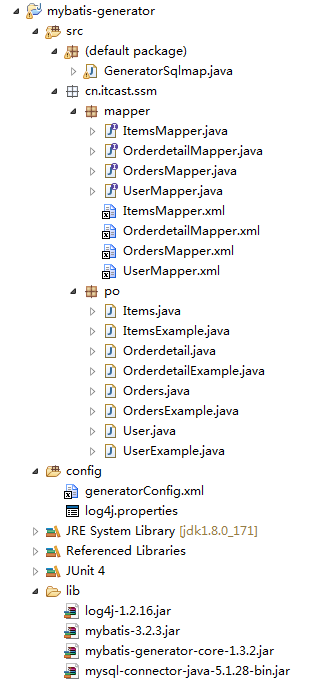 mybatis-generator
src
(default package)
GeneratorSqlmap.java
cn.itcast.ssm
mapper
ItemsMapper.java
OrderdetailMapper.java
OrdersMapper.java
UserMapper.java
ItemsMapper.xml
OrderdetailMapper.xml
OrdersMapper.xml
UserMapper.xml
po
Items.java
ItemsExample.java
Orderdetail.java
OrderdetailExample.java
Orders.java
OrdersExample.java
User.java
UserExample.java
config
generatorConfig.xml
log4j.properties
JRE System Library [jdk1.8.0_171]
Referenced Libraries
JUnit 4
lib
log4j-1.2.16.jar
mybatis-3.2.3.jar
mybatis-generator-core-1.3.2.jar
mysql-connector-java-5.1.28-bin.jar